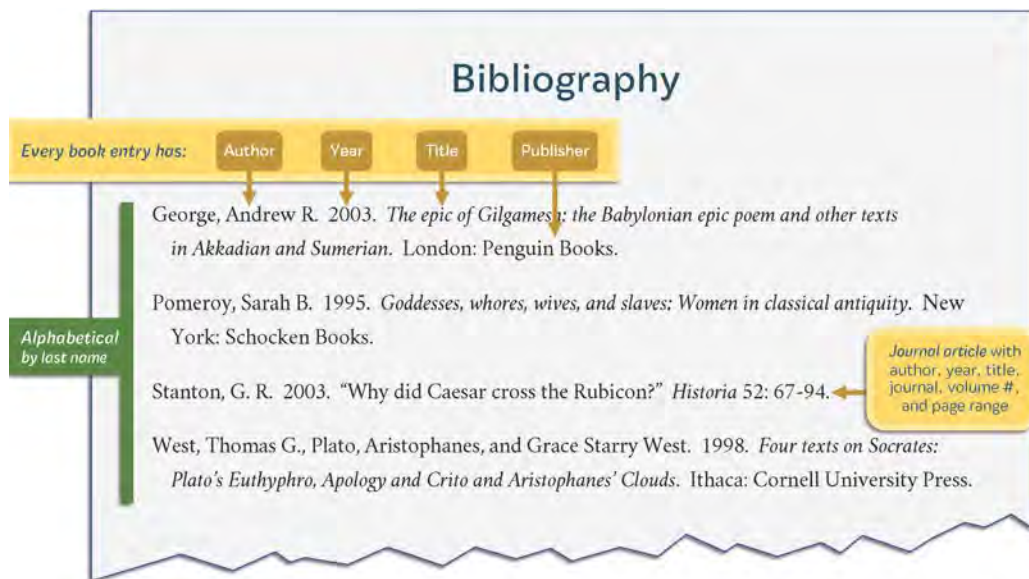 Bibliography
Every book entry has: Author Year Title Publisher
George, Andrew R. 2003. The epic of Gilgamesh: the Babylonian epic poem and other texts
in Akkadian and Sumerian. London: Penguin Books.
Pomeroy, Sarah B. 1995. Goddesses, whores, wives, and slaves: Women in classical antiquity. New
York: Schocken Books.
Alphabetical
by last name
Stanton, G. R. 2003. "Why did Caesar cross the Rubicon?" Historia 52: 67-94.
Journal article with
author, year, title,
journal, volume #,
and page range
West, Thomas G., Plato, Aristophanes, and Grace Starry West. 1998. Four texts on Socrates:
Plato's Euthyphro, Apology and Crito and Aristophanes' Clouds. Ithaca: Cornell University Press.